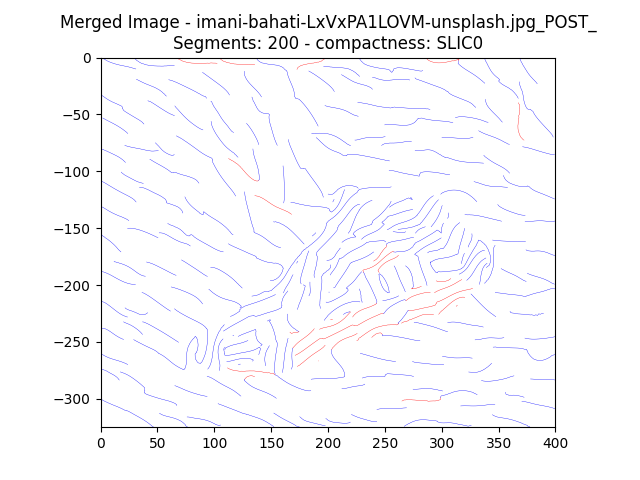 Merged Image - imani-bahati-LxVxPA1LOVM-unsplash.jpg_POST_
Segments: 200 - compactness: SLIC0
0
−50
−100
−150
−200
−250
−300
0 50 100 150 200 250 300 350 400